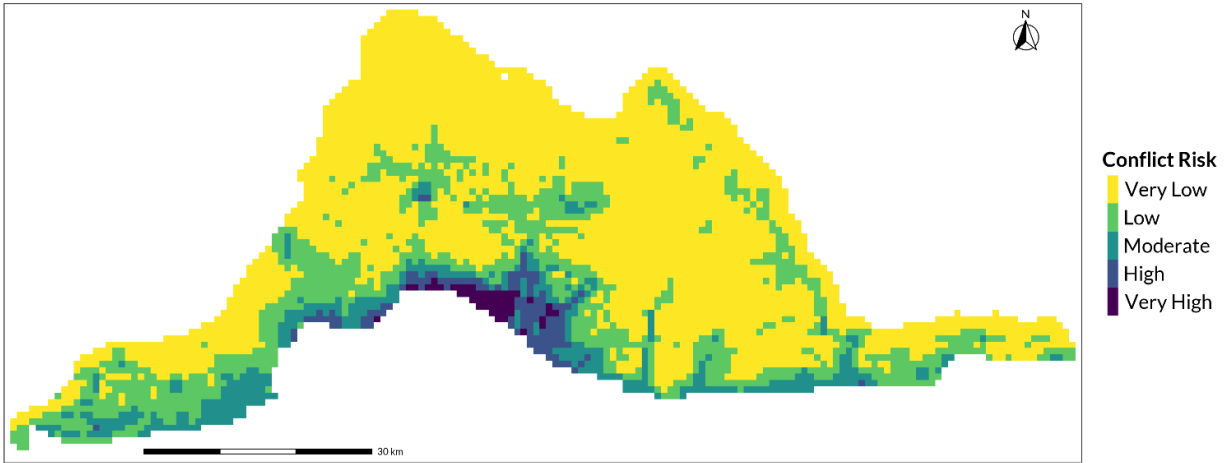 N
Conflict Risk
Very Low
Low
Moderate
High
Very High
30 km